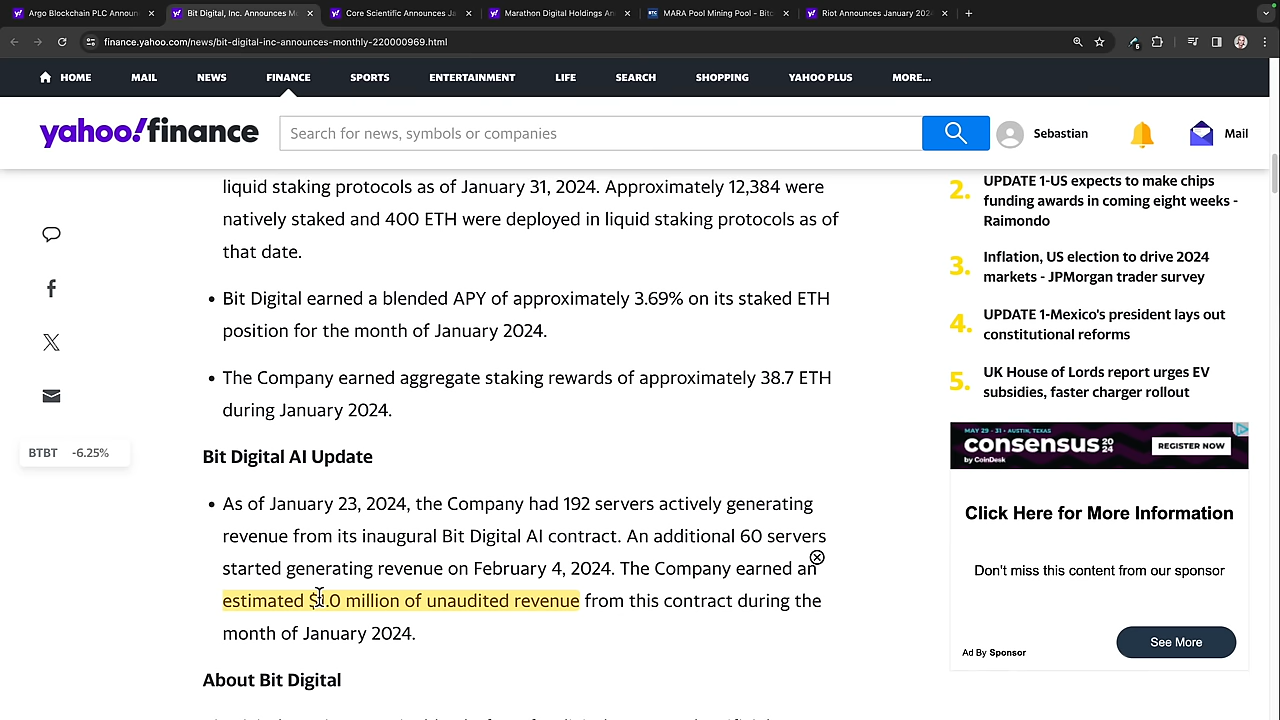 Argo Blockchain PLC Announ
Bit Digital, Inc. Announces M
Core Scientific Announces Ja
Marathon Digital Holdings An
MARA Pool Mining Pool - Bitc
Riot Announces January 202
finance.yahoo.com/news/bit-digital-inc-announces-monthly-220000969.html
HOME MAIL NEWS FINANCE SPORTS ENTERTAINMENT LIFE SEARCH SHOPPING YAHOO PLUS MORE...
yahoo!finance
Search for news, symbols or companies
Sebastian
Mail
liquid staking protocols as of January 31, 2024. Approximately 12,384 were
natively staked and 400 ETH were deployed in liquid staking protocols as of
that date.
• Bit Digital earned a blended APY of approximately 3.69% on its staked ETH
position for the month of January 2024.
• The Company earned aggregate staking rewards of approximately 38.7 ETH
during January 2024.
BTBT -6.25%
Bit Digital AI Update
• As of January 23, 2024, the Company had 192 servers actively generating
revenue from its inaugural Bit Digital AI contract. An additional 60 servers
started generating revenue on February 4, 2024. The Company earned an
estimated $1.0 million of unaudited revenue from this contract during the
month of January 2024.
About Bit Digital
2. UPDATE 1-US expects to make chips
funding awards in coming eight weeks -
Raimondo
3. Inflation, US election to drive 2024
markets - JPMorgan trader survey
4. UPDATE 1-Mexico's president lays out
constitutional reforms
5. UK House of Lords report urges EV
subsidies, faster charger rollout
MAY 29 - 31 • AUSTIN, TEXAS
consensus 2024
by CoinDesk
REGISTER NOW
Click Here for More Information
Don't miss this content from our sponsor
See More
Ad By Sponsor